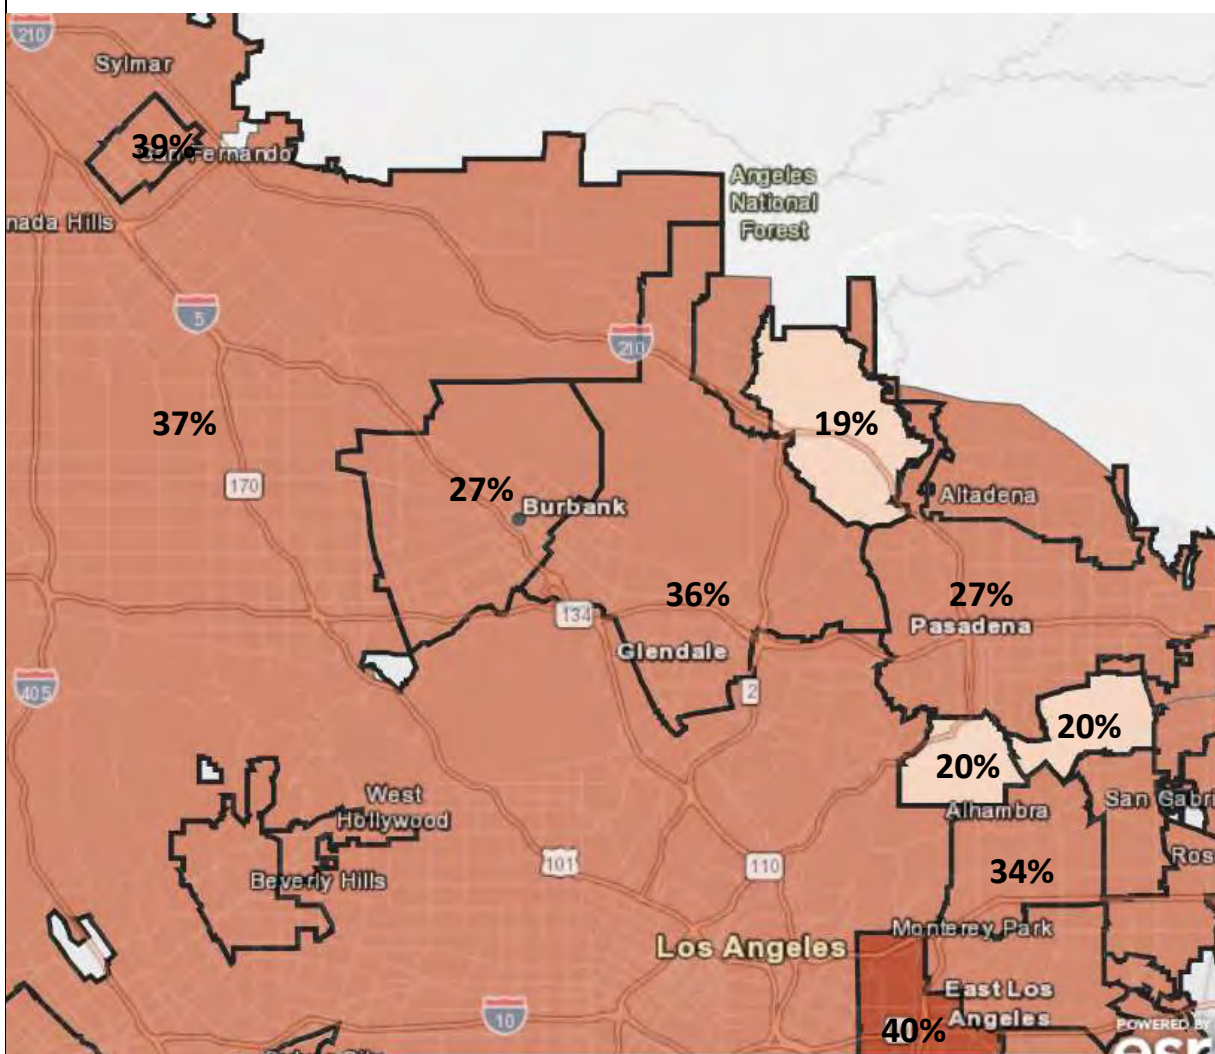 210
Sylmar
39%
San Fernando
Angeles
National
Forest
nada Hills
5
210
37%
19%
170
27%
Burbank
Altadena
134
36%
27%
Pasadena
Glendale
405
2
20%
20%
West
Hollywood
Alhambra
San Gabri
Beverly Hills
101
110
34%
Ros
Los Angeles
Monterey Park
East Los
Angeles
10
40%
POWERED BY
esri